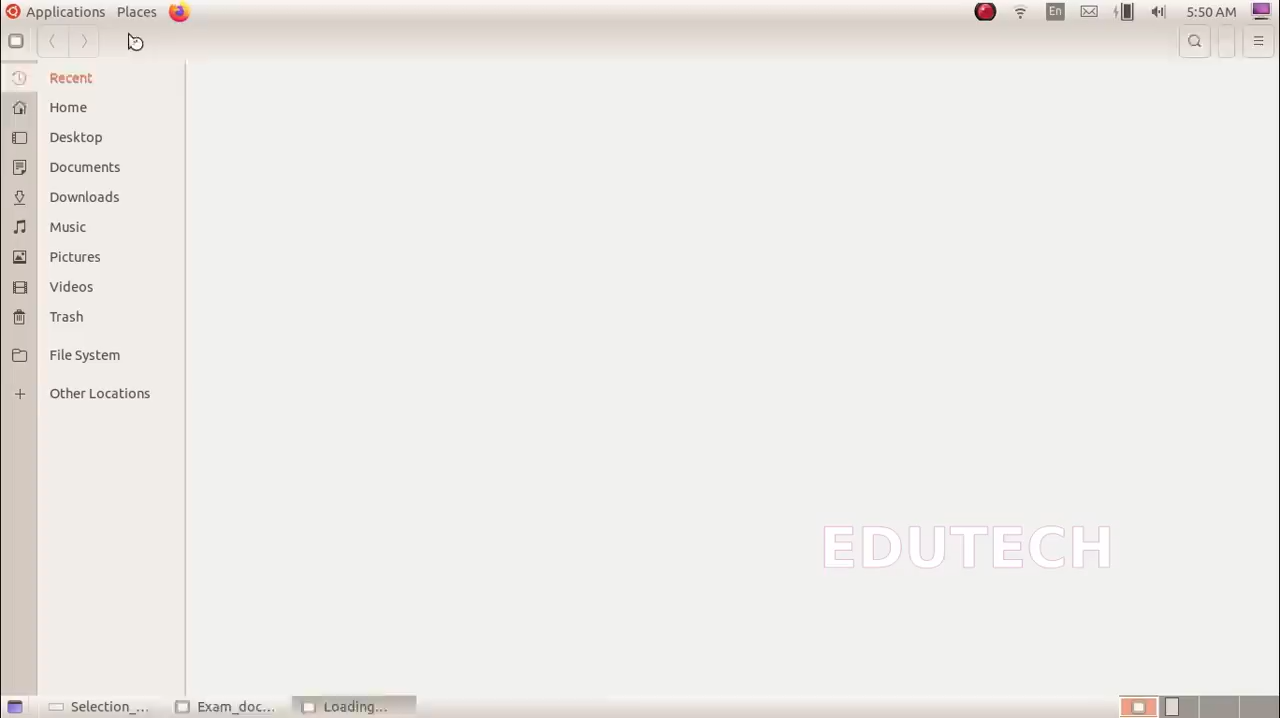 Applications Places En 5:50 AM
Recent
Home
Desktop
Documents
Downloads
Music
Pictures
Videos
Trash
File System
Other Locations
EDUTECH
Selection_... Exam_doc... Loading...